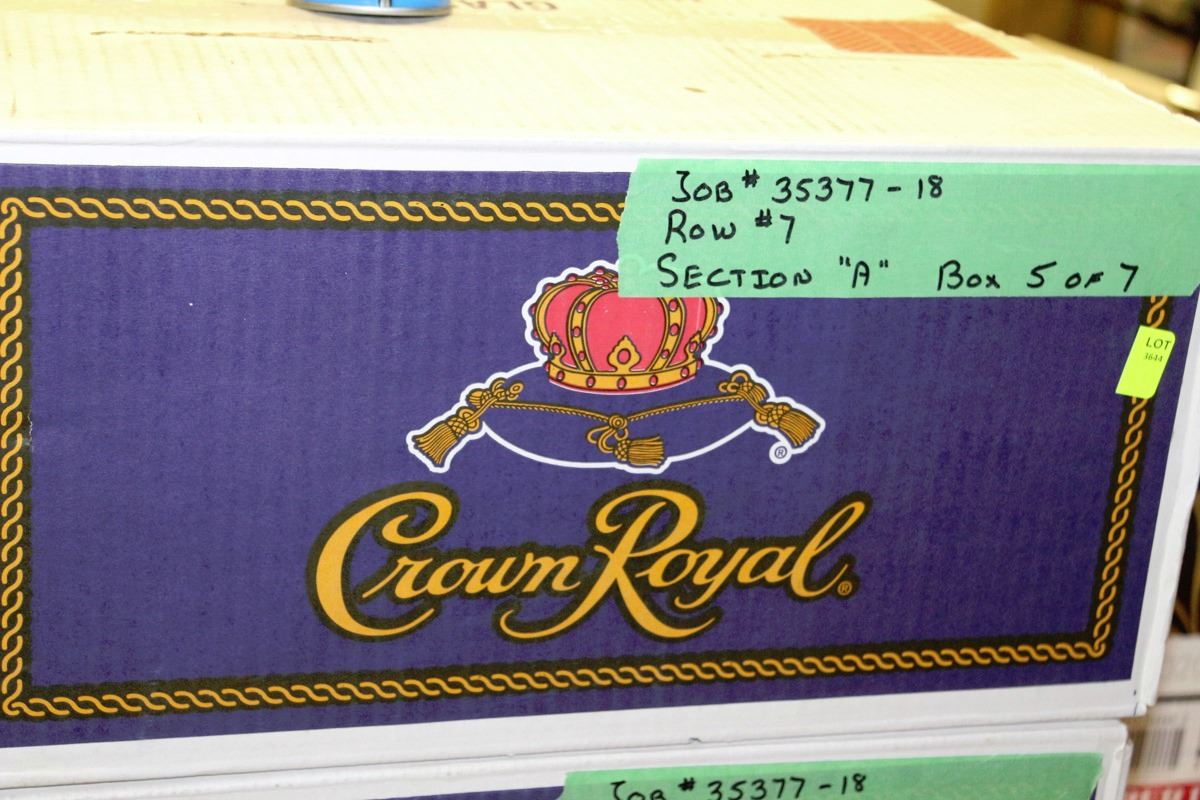 JOB # 35377-18
ROW #7
SECTION "A" BOX 5 OF 7
LOT
3644
®
Crown Royal®
JOB # 35377-18